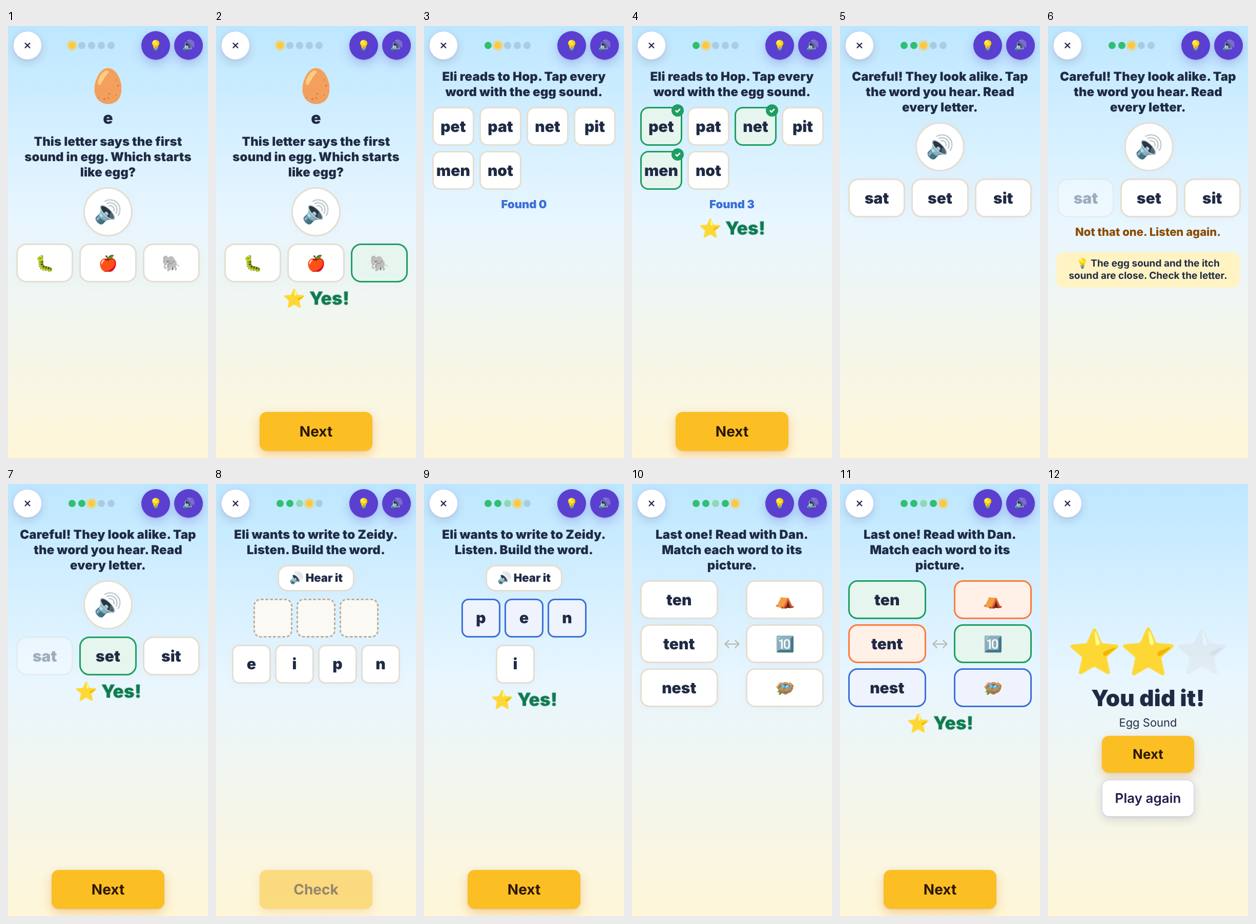 1
2
3
4
5
6
e
This letter says the first
sound in egg. Which starts
like egg?
e
This letter says the first
sound in egg. Which starts
like egg?
Yes!
Next
Eli reads to Hop. Tap every
word with the egg sound.
pet pat net pit
men not
Found 0
Eli reads to Hop. Tap every
word with the egg sound.
pet pat net pit
men not
Found 3
Yes!
Next
Careful! They look alike. Tap
the word you hear. Read
every letter.
sat set sit
Careful! They look alike. Tap
the word you hear. Read
every letter.
sat set sit
Not that one. Listen again.
The egg sound and the itch
sound are close. Check the letter.
7
8
9
10
11
12
Careful! They look alike. Tap
the word you hear. Read
every letter.
sat set sit
Yes!
Next
Eli wants to write to Zeidy.
Listen. Build the word.
Hear it
e i p n
Check
Eli wants to write to Zeidy.
Listen. Build the word.
Hear it
p e n
i
Yes!
Next
Last one! Read with Dan.
Match each word to its
picture.
ten
tent ↔ 10
nest
Last one! Read with Dan.
Match each word to its
picture.
ten
tent ↔ 10
nest
Yes!
Next
You did it!
Egg Sound
Next
Play again